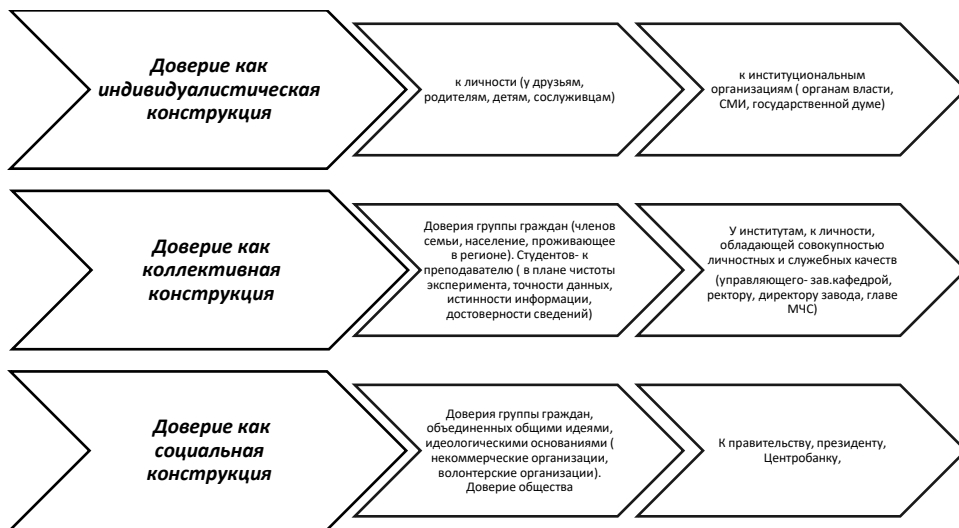 Доверие как
индивидуалистическая
конструкция
к личности (у друзьям,
родителям, детям, сослуживцам)
к институциональным
организациям ( органам власти,
СМИ, государственной думе)
Доверие как
коллективная
конструкция
Доверия группы граждан (членов
семьи, население, проживающее
в регионе). Студентов- к
преподавателю ( в плане чистоты
эксперимента, точности данных,
истинности информации,
достоверности сведений)
У институтам, к личности,
обладающей совокупностью
личностных и служебных качеств
(управляющего- зав.кафедрой,
ректору, директору завода, главе
МЧС)
Доверие как
социальная
конструкция
Доверия группы граждан,
объединенных общими идеями,
идеологическими основаниями (
некоммерческие организации,
волонтерские организации).
Доверие общества
К правительству, президенту,
Центробанку,